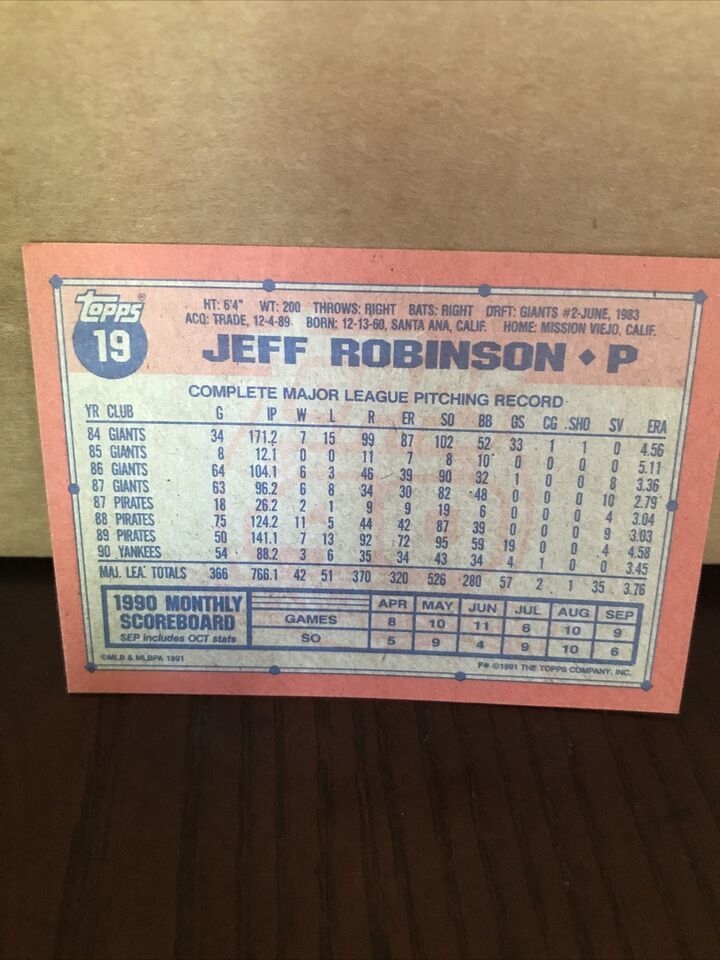 topps®
19
HT: 6'4" WT: 200 THROWS: RIGHT BATS: RIGHT DRFT: GIANTS #2-JUNE, 1983
ACQ: TRADE, 12-4-89 BORN: 12-13-60, SANTA ANA, CALIF. HOME: MISSION VIEJO, CALIF.
JEFF ROBINSON ♦ P
COMPLETE MAJOR LEAGUE PITCHING RECORD
YR CLUB G IP W L R ER SO BB GS CG SHO SV ERA
84 GIANTS 34 171.2 7 15 99 87 102 52 33 1 1 0 4.56
85 GIANTS 8 12.1 0 0 11 7 8 10 0 0 0 0 5.11
86 GIANTS 64 104.1 6 3 46 39 90 32 1 0 0 8 3.36
87 GIANTS 63 96.2 6 8 34 30 82 48 0 0 0 10 2.79
87 PIRATES 18 26.2 2 1 9 9 19 6 0 0 0 4 3.04
88 PIRATES 75 124.2 11 5 44 42 87 39 0 0 0 9 3.03
89 PIRATES 50 141.1 7 13 92 72 95 59 19 0 0 4 4.58
90 YANKEES 54 88.2 3 6 35 34 43 34 4 1 0 0 3.45
MAJ. LEA. TOTALS 366 766.1 42 51 370 320 526 280 57 2 1 35 3.76
1990 MONTHLY
SCOREBOARD
SEP includes OCT stats
APR MAY JUN JUL AUG SEP
GAMES 8 10 11 6 10 9
SO 5 9 4 9 10 6
©MLB & MLBPA 1991
F* ©1991 THE TOPPS COMPANY, INC.